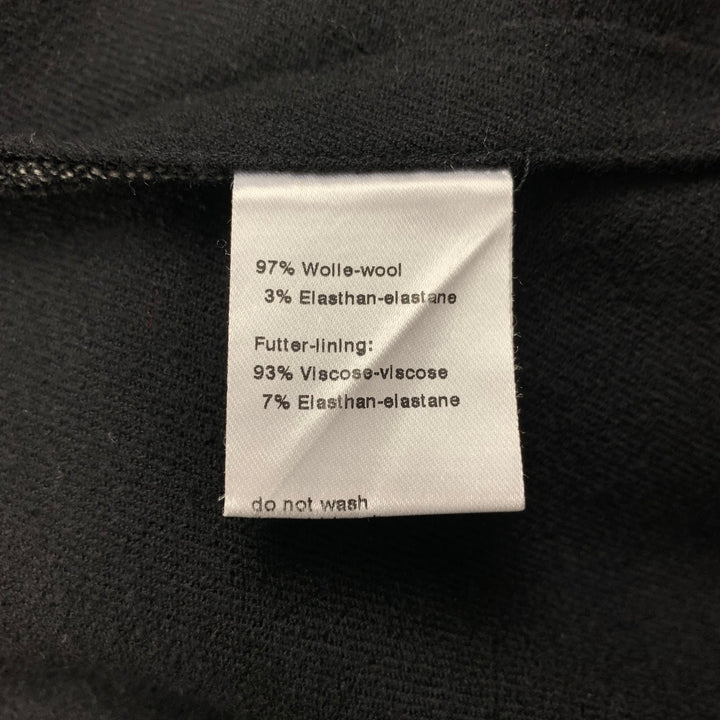 97% Wolle-wool
3% Elasthan-elastane
Futter-lining:
93% Viscose-viscose
7% Elasthan-elastane
do not wash